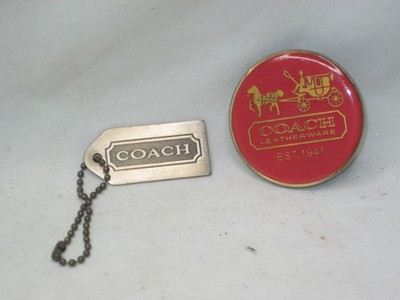 COACH
COACH
LEATHERWARE
EST. 1941